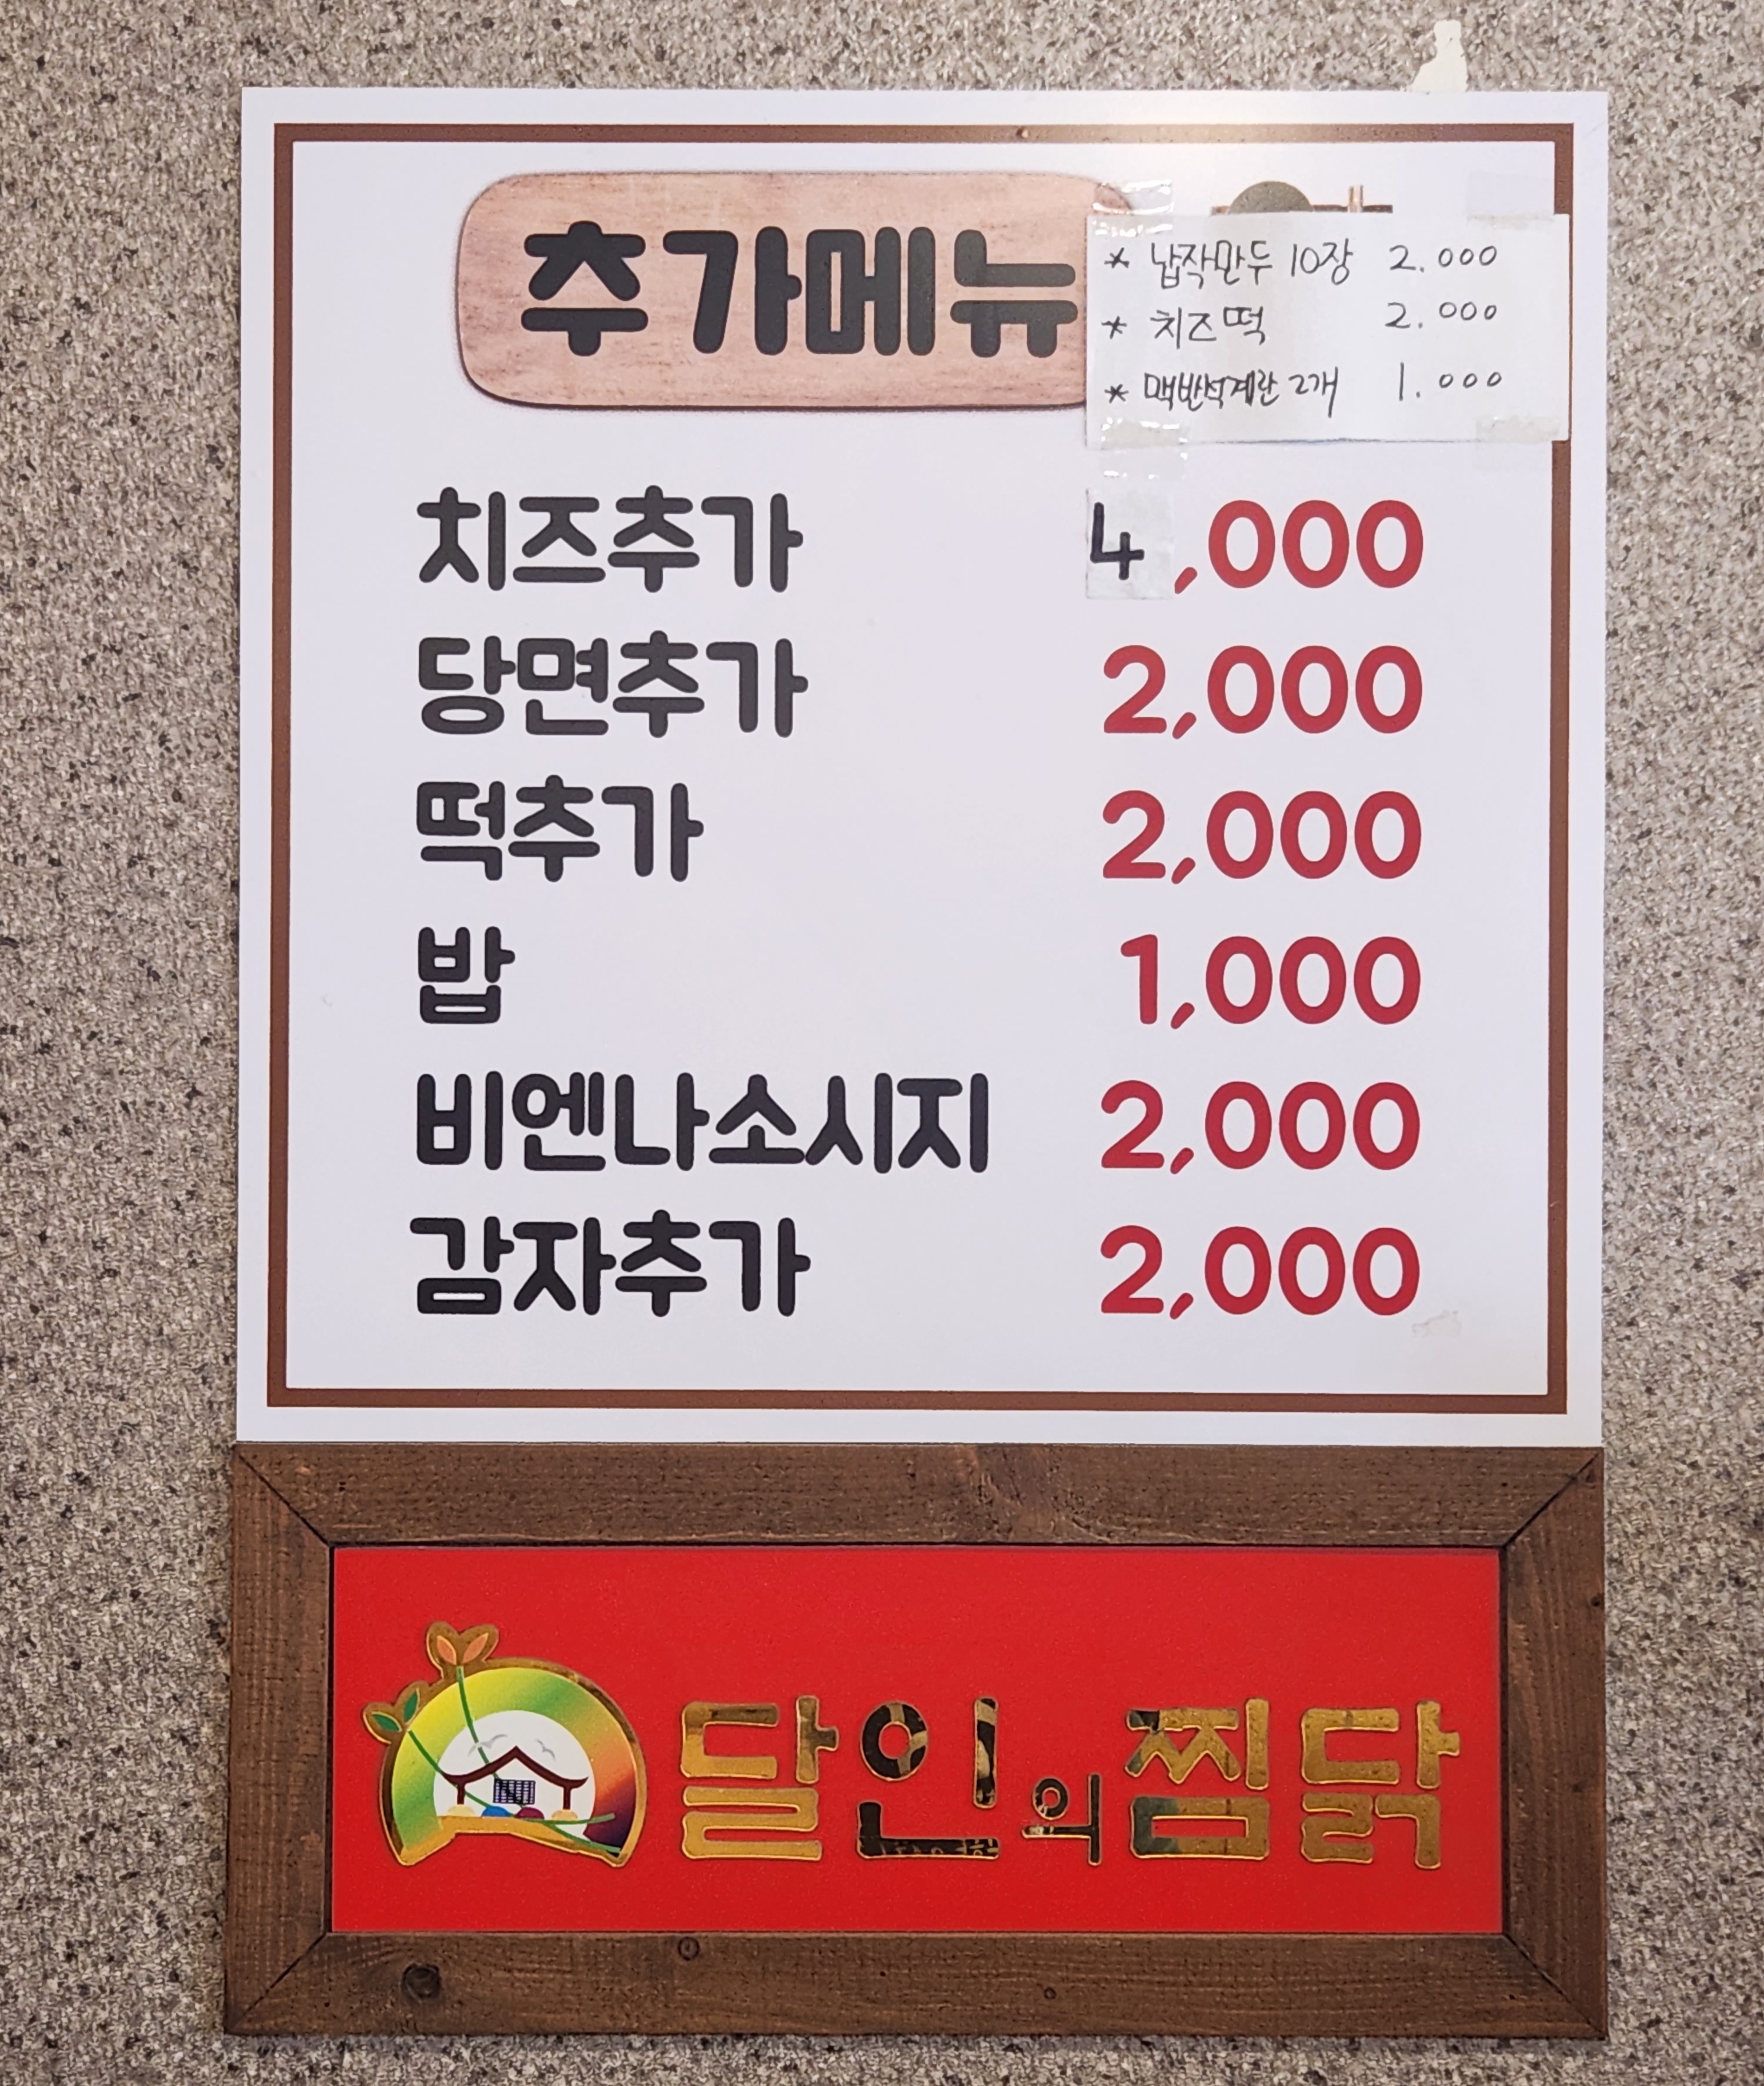 추가메뉴
* 납작만두 10장 2.000
* 치즈떡 2.000
* 맥반석계란 2개 1.000
치즈추가 4,000
당면추가 2,000
떡추가 2,000
밥 1,000
비엔나소시지 2,000
감자추가 2,000
달인의찜닭